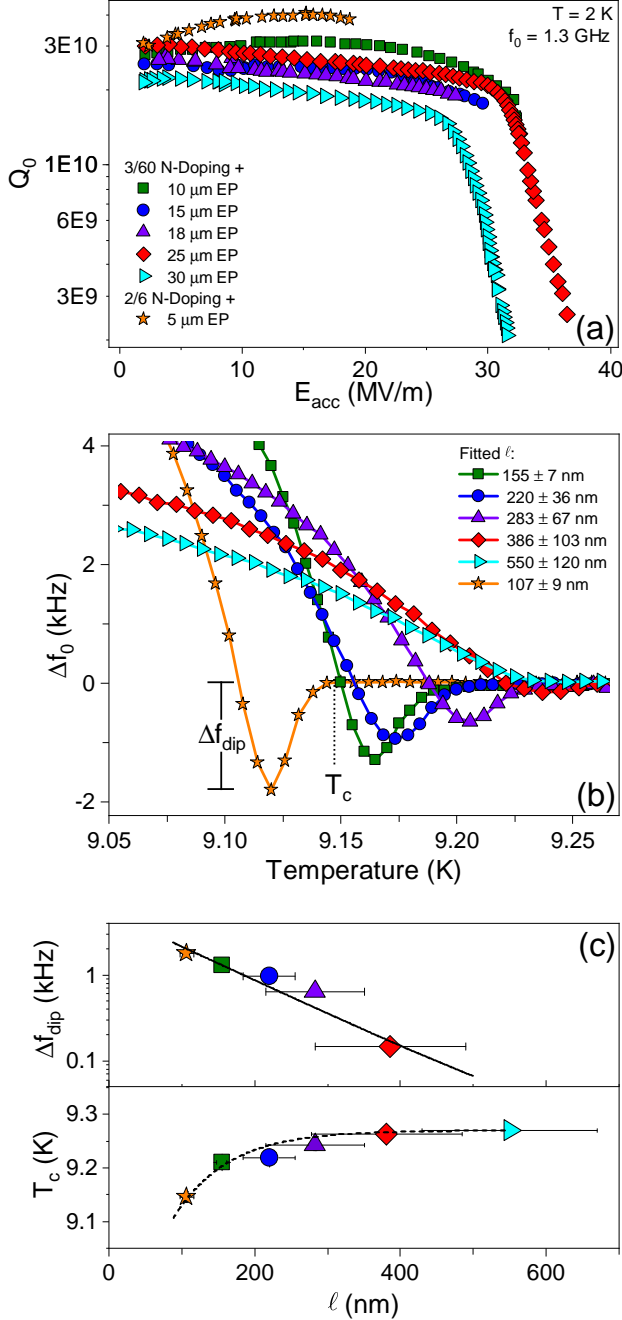 T = 2 K
f0 = 1.3 GHz
3E10
1E10
6E9
3E9
Q0
3/60 N-Doping +
10 μm EP
15 μm EP
18 μm EP
25 μm EP
30 μm EP
2/6 N-Doping +
5 μm EP
(a)
0 10 20 30 40
Eacc (MV/m)
4
2
0
-2
Δf0 (kHz)
Fitted ℓ:
155 ± 7 nm
220 ± 36 nm
283 ± 67 nm
386 ± 103 nm
550 ± 120 nm
107 ± 9 nm
Δfdip
Tc
(b)
9.05 9.10 9.15 9.20 9.25
Temperature (K)
(c)
1
0.1
Δfdip (kHz)
9.3
9.2
9.1
Tc (K)
0 200 400 600
ℓ (nm)